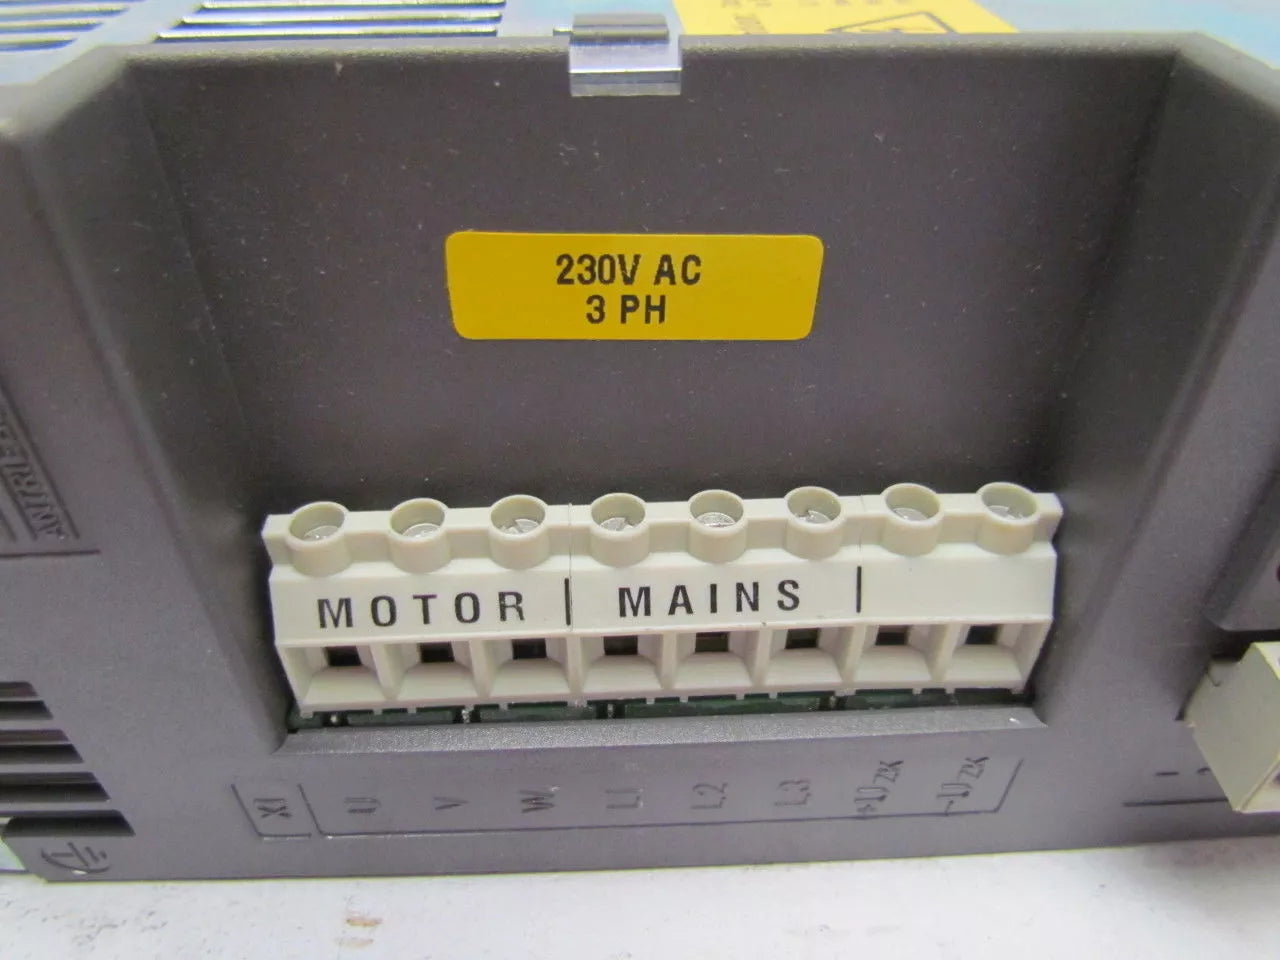 230V AC
3 PH
MOTOR | MAINS |
X1 U V W L1 L2 L3 +UZK -UZK